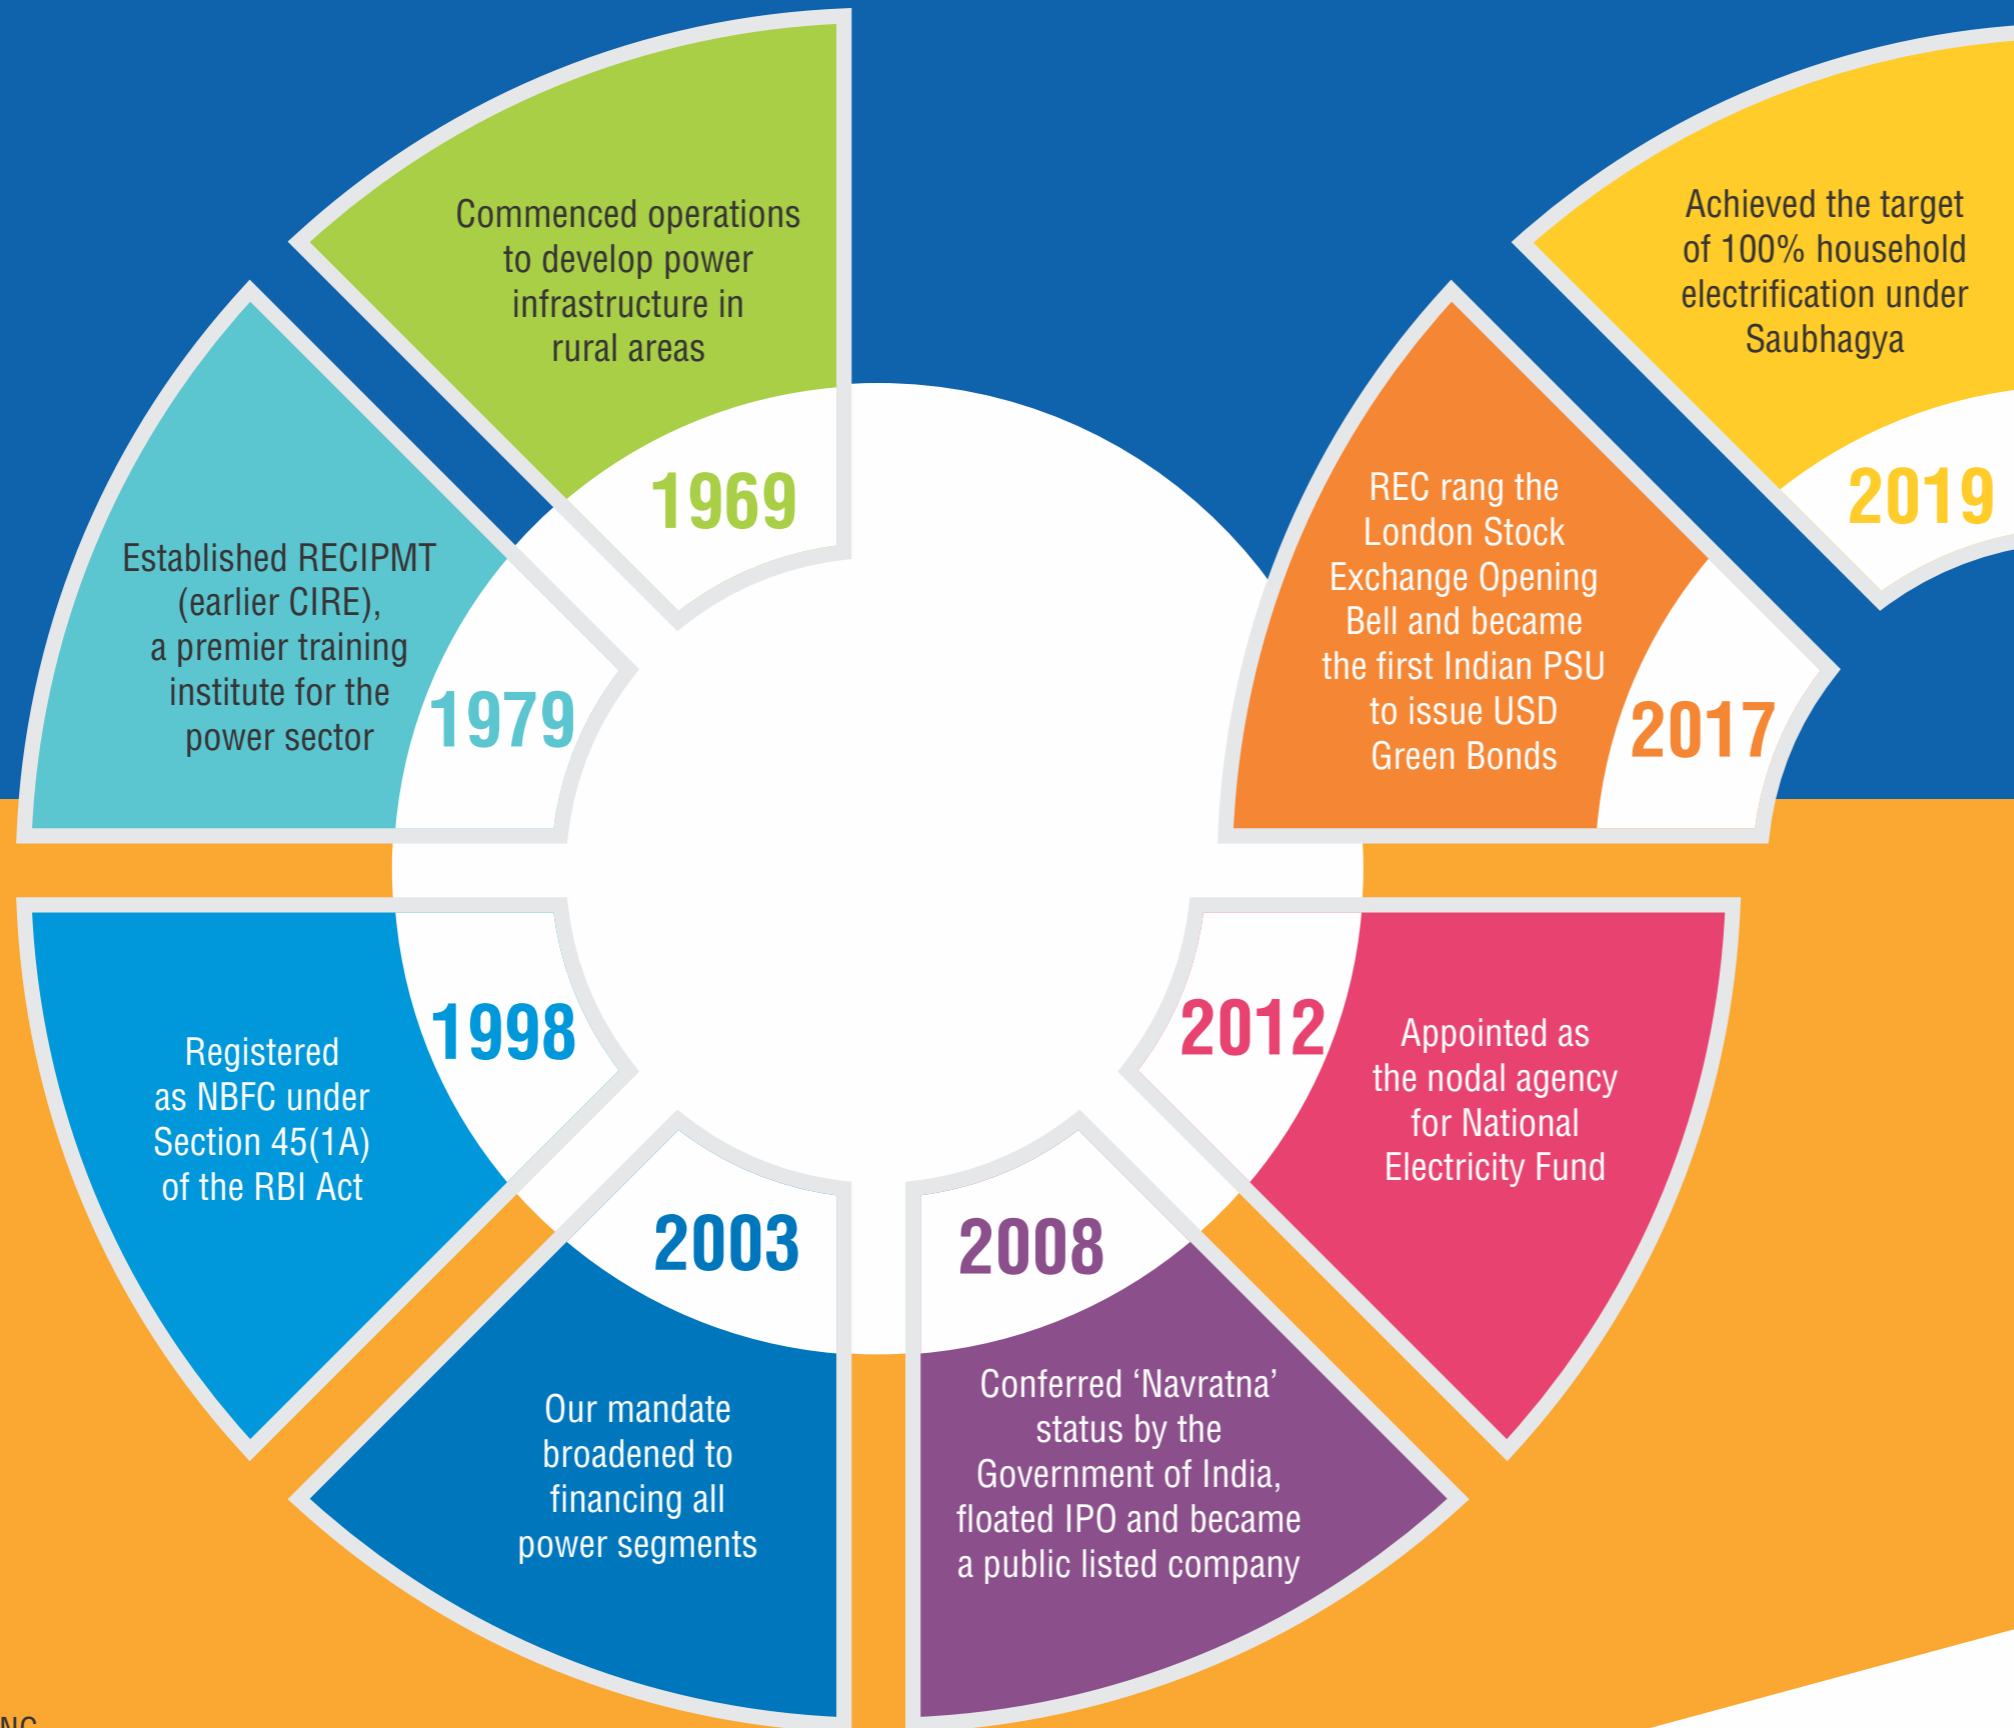 Commenced operations
to develop power
infrastructure in
rural areas
1969
Established RECIPMT
(earlier CIRE),
a premier training
institute for the
power sector
1979
Registered
as NBFC under
Section 45(1A)
of the RBI Act
1998
2003
Our mandate
broadened to
financing all
power segments
2008
Conferred ‘Navratna’
status by the
Government of India,
floated IPO and became
a public listed company
2012
Appointed as
the nodal agency
for National
Electricity Fund
REC rang the
London Stock
Exchange Opening
Bell and became
the first Indian PSU
to issue USD
Green Bonds
2017
Achieved the target
of 100% household
electrification under
Saubhagya
2019